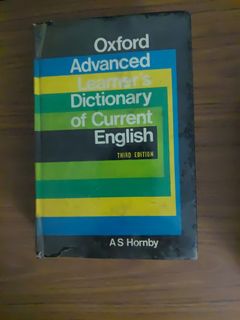 Oxford
Advanced
Learner's
Dictionary
of Current
English
THIRD EDITION
A S Hornby